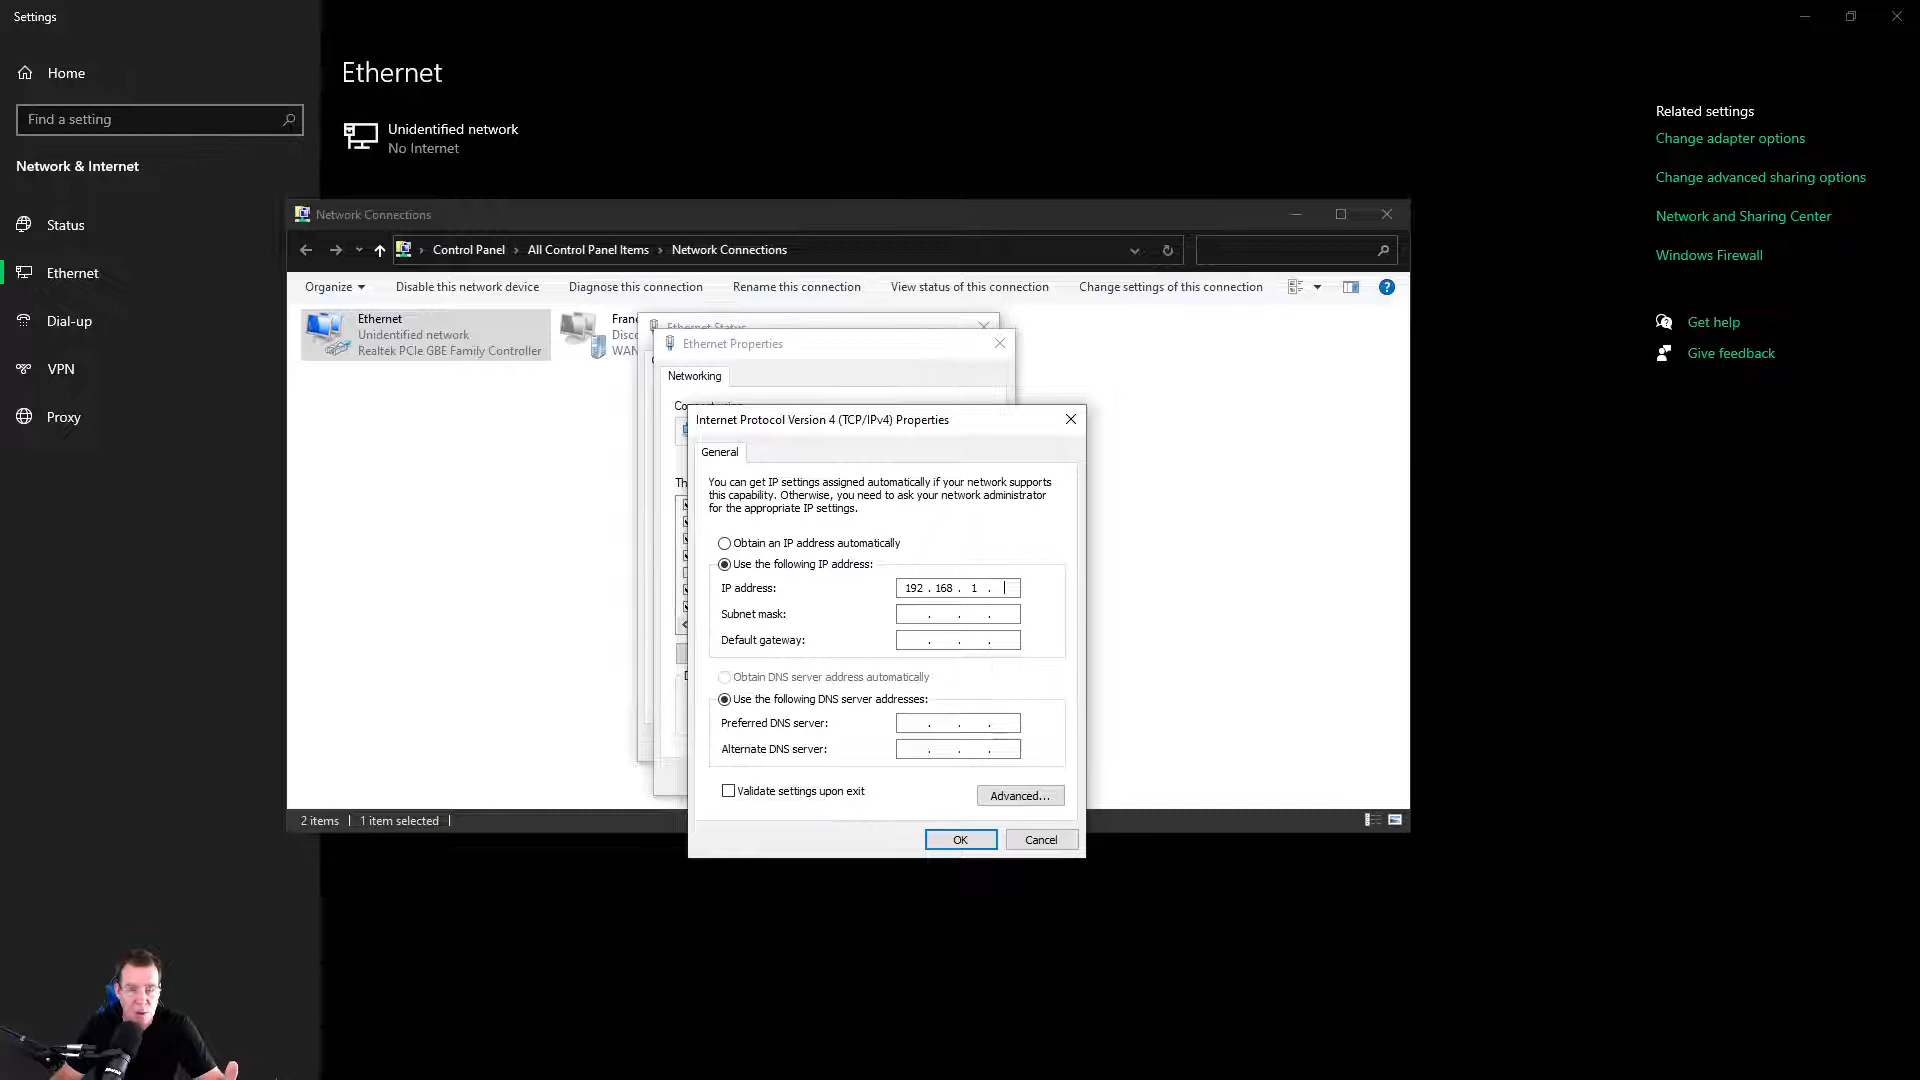 Settings
Home
Find a setting
Network & Internet
Status
Ethernet
Dial-up
VPN
Proxy
Ethernet
Unidentified network
No Internet
Related settings
Change adapter options
Change advanced sharing options
Network and Sharing Center
Windows Firewall
Get help
Give feedback
Network Connections
Control Panel > All Control Panel Items > Network Connections
Organize Disable this network device Diagnose this connection Rename this connection View status of this connection Change settings of this connection
Ethernet
Unidentified network
Realtek PCIe GBE Family Controller
Fran
Disc
WAN
Ethernet Status
Ethernet Properties
Networking
Internet Protocol Version 4 (TCP/IPv4) Properties
General
You can get IP settings assigned automatically if your network supports
this capability. Otherwise, you need to ask your network administrator
for the appropriate IP settings.
Obtain an IP address automatically
Use the following IP address:
IP address: 192 . 168 . 1 .
Subnet mask: . . .
Default gateway: . . .
Obtain DNS server address automatically
Use the following DNS server addresses:
Preferred DNS server: . . .
Alternate DNS server: . . .
Validate settings upon exit
Advanced...
OK Cancel
2 items 1 item selected